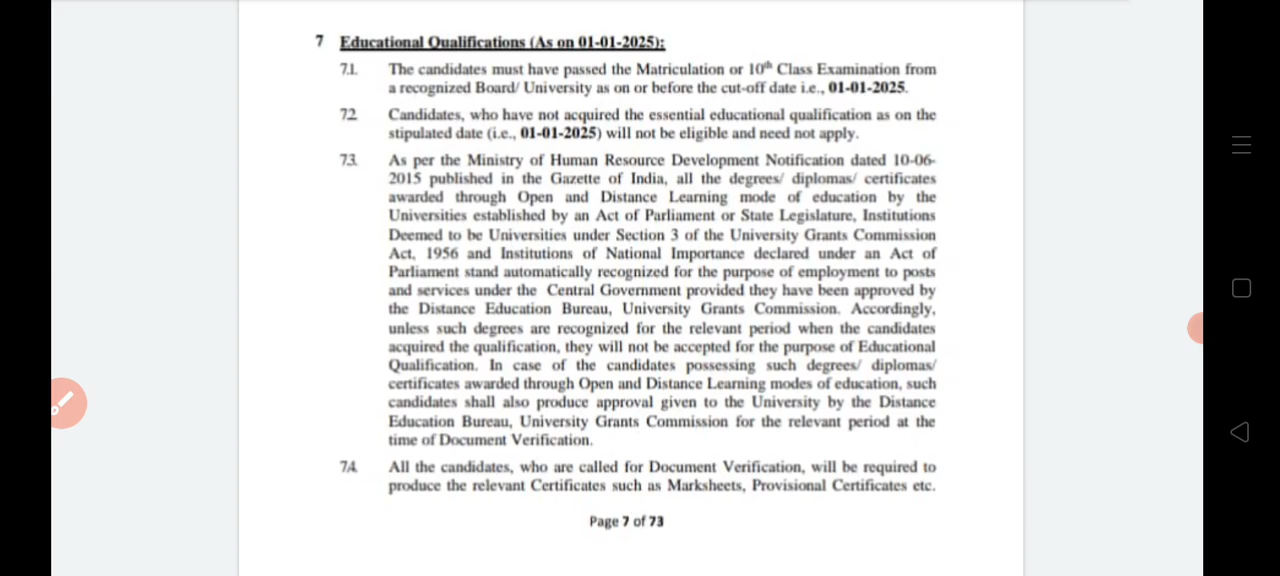 7 Educational Qualifications (As on 01-01-2025):
7.1. The candidates must have passed the Matriculation or 10th Class Examination from
a recognized Board/ University as on or before the cut-off date i.e., 01-01-2025.
7.2 Candidates, who have not acquired the essential educational qualification as on the
stipulated date (i.e., 01-01-2025) will not be eligible and need not apply.
7.3. As per the Ministry of Human Resource Development Notification dated 10-06-
2015 published in the Gazette of India, all the degrees/ diplomas/ certificates
awarded through Open and Distance Learning mode of education by the
Universities established by an Act of Parliament or State Legislature, Institutions
Deemed to be Universities under Section 3 of the University Grants Commission
Act, 1956 and Institutions of National Importance declared under an Act of
Parliament stand automatically recognized for the purpose of employment to posts
and services under the Central Government provided they have been approved by
the Distance Education Bureau, University Grants Commission. Accordingly,
unless such degrees are recognized for the relevant period when the candidates
acquired the qualification, they will not be accepted for the purpose of Educational
Qualification. In case of the candidates possessing such degrees/ diplomas/
certificates awarded through Open and Distance Learning modes of education, such
candidates shall also produce approval given to the University by the Distance
Education Bureau, University Grants Commission for the relevant period at the
time of Document Verification.
7.4. All the candidates, who are called for Document Verification, will be required to
produce the relevant Certificates such as Marksheets, Provisional Certificates etc.
Page 7 of 73